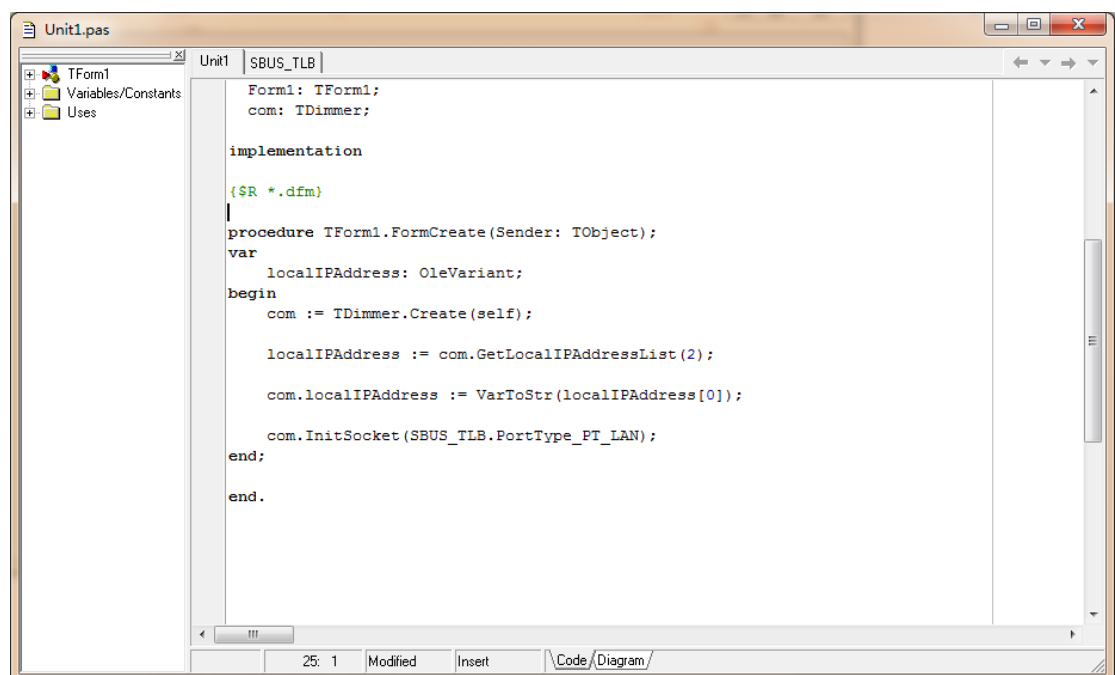 Unit1.pas
TForm1
Variables/Constants
Uses
Unit1
SBUS_TLB
Form1: TForm1;
com: TDimmer;
implementation
{$R *.dfm}
procedure TForm1.FormCreate(Sender: TObject);
var
localIPAddress: OleVariant;
begin
com := TDimmer.Create(self);
localIPAddress := com.GetLocalIPAddressList(2);
com.localIPAddress := VarToStr(localIPAddress[0]);
com.InitSocket(SBUS_TLB.PortType_PT_LAN);
end;
end.
25: 1 Modified Insert Code Diagram